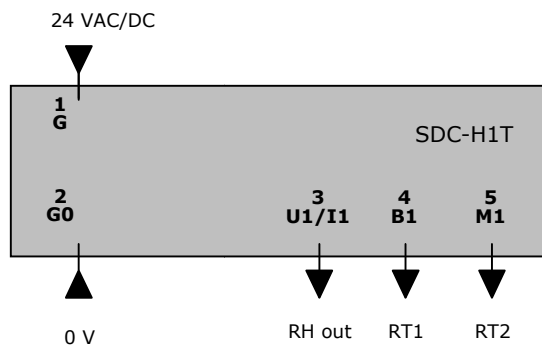 24 VAC/DC
1
G
SDC-H1T
2
G0
3
U1/I1
4
B1
5
M1
0 V
RH out
RT1
RT2